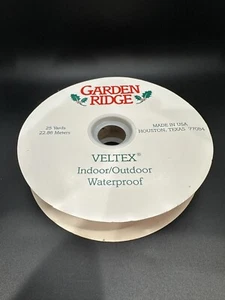 GARDEN
RIDGE
25 Yards
22.86 Meters
MADE IN USA
HOUSTON, TEXAS 77084
VELTEX®
Indoor/Outdoor
Waterproof